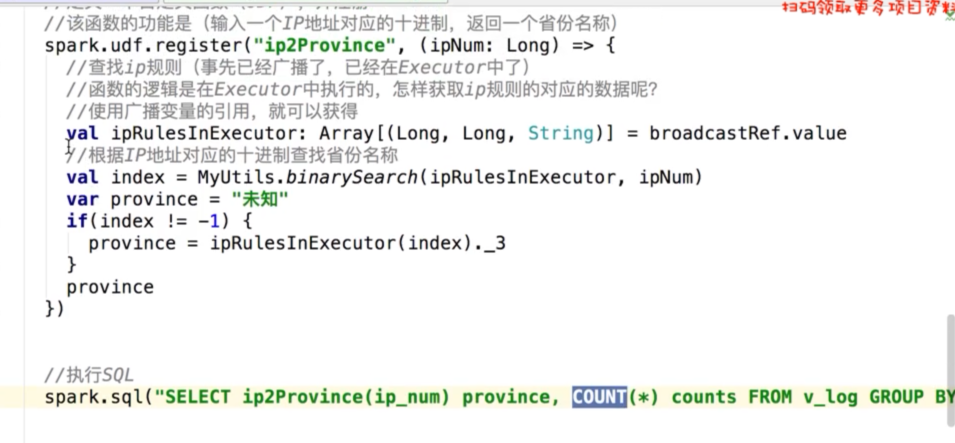 扫码领取更多项目资料
//该函数的功能是（输入一个IP地址对应的十进制，返回一个省份名称）
spark.udf.register("ip2Province", (ipNum: Long) => {
//查找ip规则（事先已经广播了，已经在Executor中了）
//函数的逻辑是在Executor中执行的，怎样获取ip规则的对应的数据呢？
//使用广播变量的引用，就可以获得
val ipRulesInExecutor: Array[(Long, Long, String)] = broadcastRef.value
//根据IP地址对应的十进制查找省份名称
val index = MyUtils.binarySearch(ipRulesInExecutor, ipNum)
var province = "未知"
if(index != -1) {
province = ipRulesInExecutor(index)._3
}
province
})
//执行SQL
spark.sql("SELECT ip2Province(ip_num) province, COUNT(*) counts FROM v_log GROUP BY